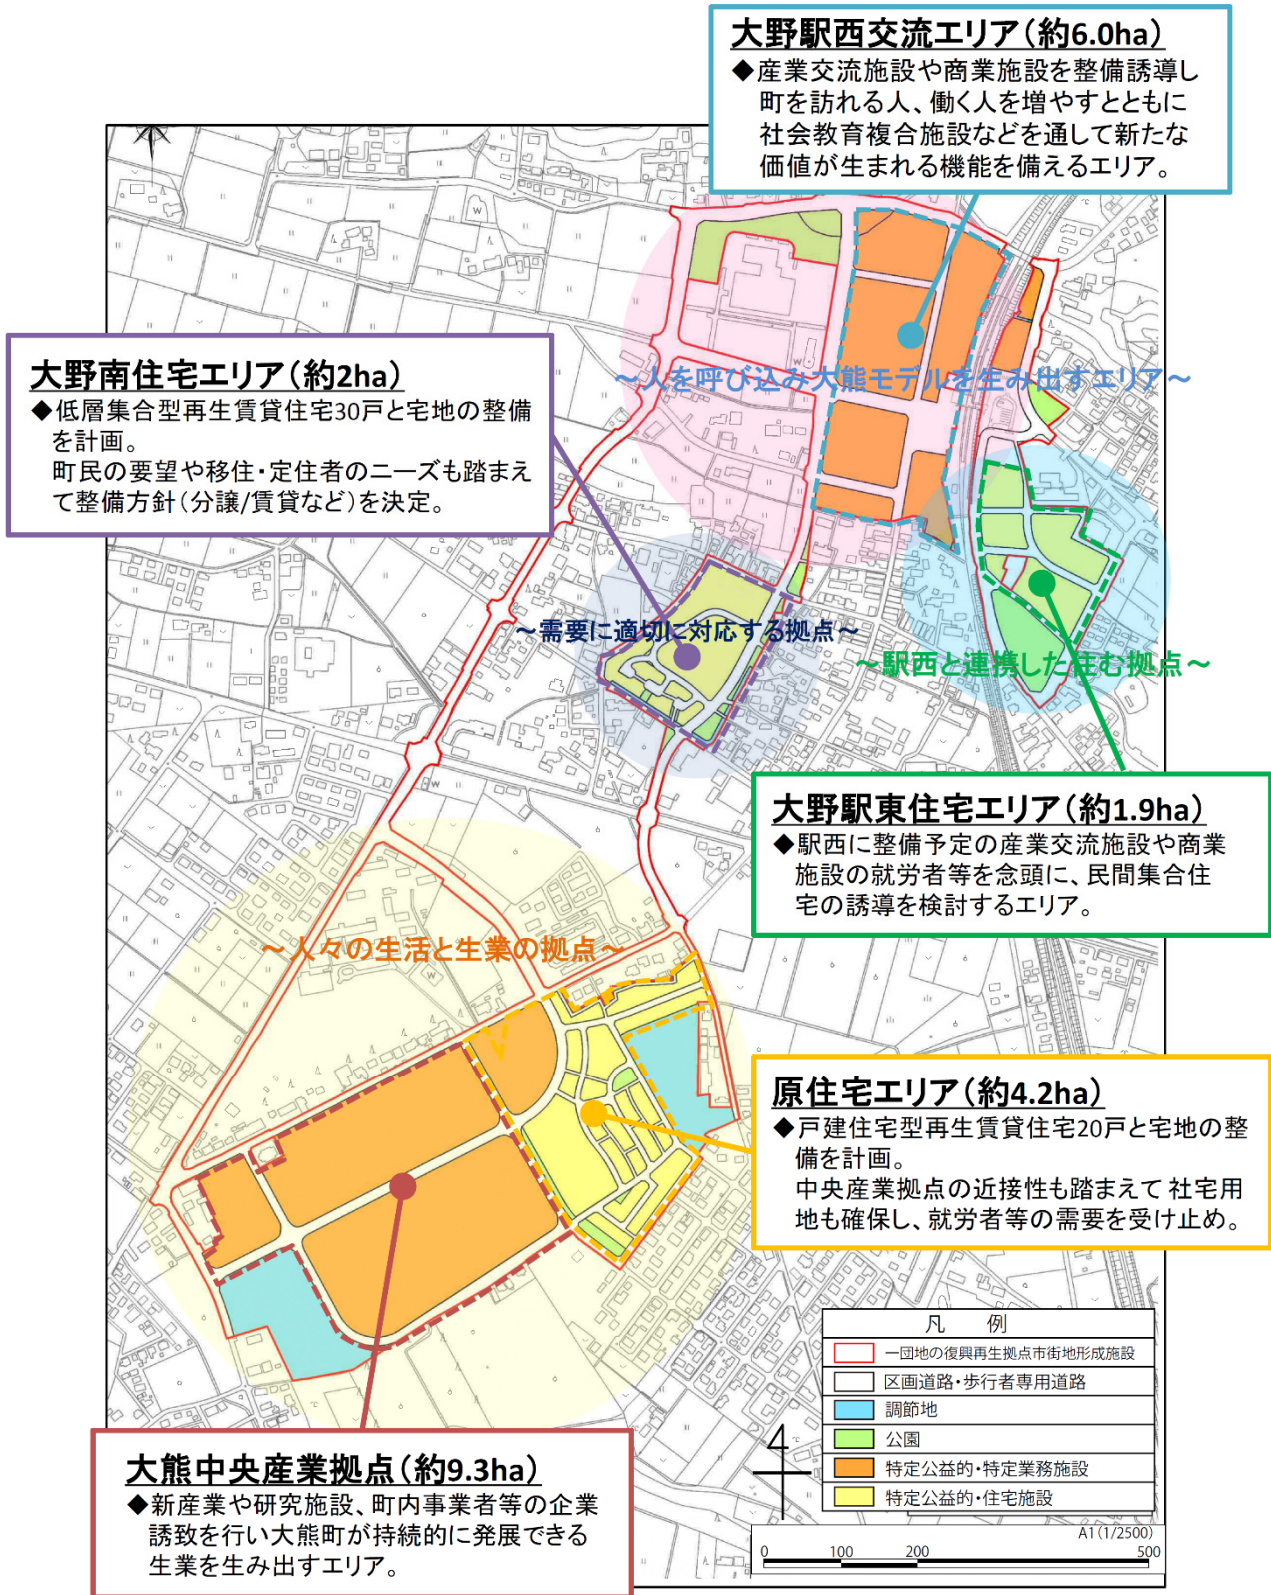 大野駅西交流エリア（約6.0ha）
◆産業交流施設や商業施設を整備誘導し
町を訪れる人、働く人を増やすとともに
社会教育複合施設などを通して新たな
価値が生まれる機能を備えるエリア。
大野南住宅エリア（約2ha）
◆低層集合型再生賃貸住宅30戸と宅地の整備
を計画。
町民の要望や移住・定住者のニーズも踏まえ
て整備方針（分譲/賃貸など）を決定。
～人を呼び込み大熊モデルを生み出すエリア～
～需要に適切に対応する拠点～
～駅西と連携した住む拠点～
大野駅東住宅エリア（約1.9ha）
◆駅西に整備予定の産業交流施設や商業
施設の就労者等を念頭に、民間集合住
宅の誘導を検討するエリア。
～人々の生活と生業の拠点～
原住宅エリア（約4.2ha）
◆戸建住宅型再生賃貸住宅20戸と宅地の整
備を計画。
中央産業拠点の近接性も踏まえて 社宅用
地も確保し、就労者等の需要を受け止め。
凡　例
一団地の復興再生拠点市街地形成施設
区画道路・歩行者専用道路
調節地
公園
特定公益的・特定業務施設
特定公益的・住宅施設
大熊中央産業拠点（約9.3ha）
◆新産業や研究施設、町内事業者等の企業
誘致を行い大熊町が持続的に発展できる
生業を生み出すエリア。
A1(1/2500)
0 100 200 500